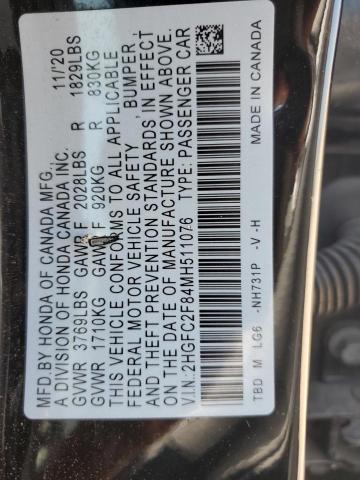 MFD.BY HONDA OF CANADA MFG., 11/'20
A DIVISION OF HONDA CANADA INC.
GVWR 3769LBS GAWR F 2028LBS R 1829LBS
GVWR 1710KG GAWR F 920KG R 830KG
THIS VEHICLE CONFORMS TO ALL APPLICABLE
FEDERAL MOTOR VEHICLE SAFETY, BUMPER,
AND THEFT PREVENTION STANDARDS IN EFFECT
ON THE DATE OF MANUFACTURE SHOWN ABOVE.
V.I.N.: 2HGFC2F84MH511076 TYPE: PASSENGER CAR
TBD M LG6 -NH731P -V -H MADE IN CANADA